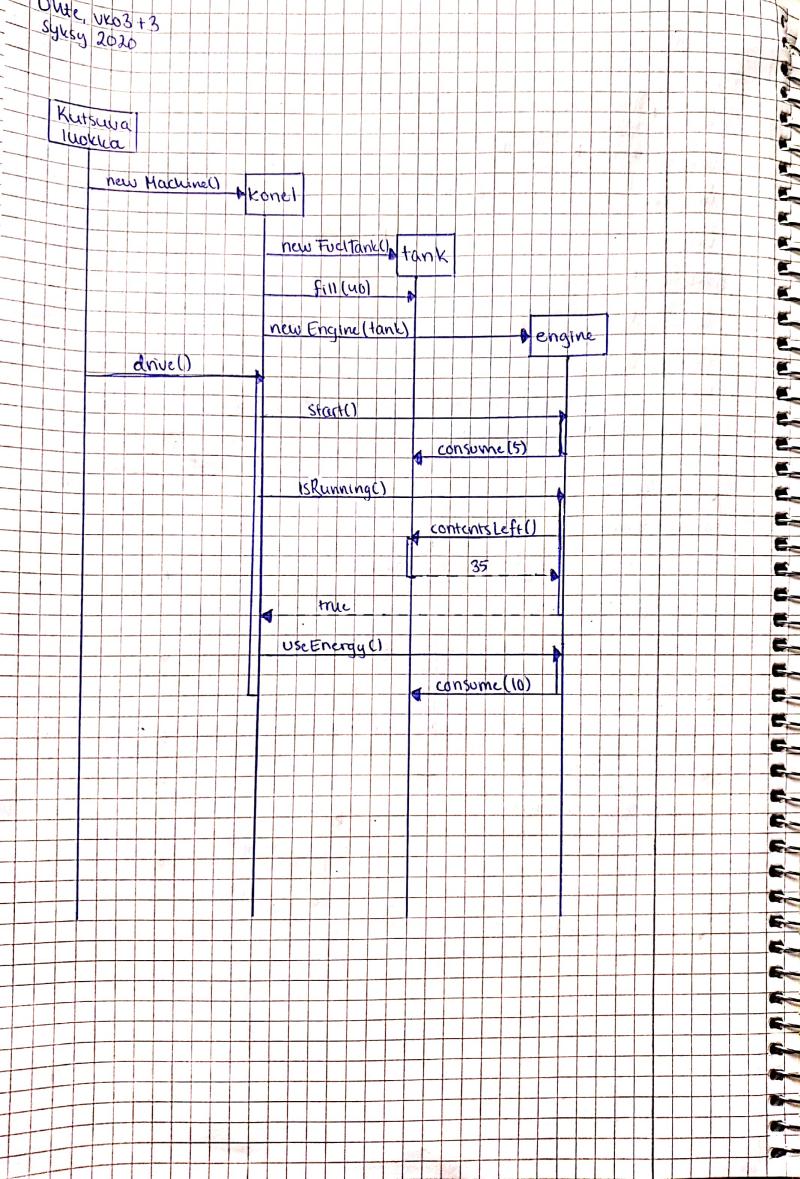 Ohte, vko3+3
Syksy 2020
Kutsuva
luokka
new Machine()
kone1
new FuelTank()
tank
fill(40)
new Engine(tank)
engine
drive()
start()
consume(5)
isRunning()
contentsLeft()
35
true
useEnergy()
consume(10)